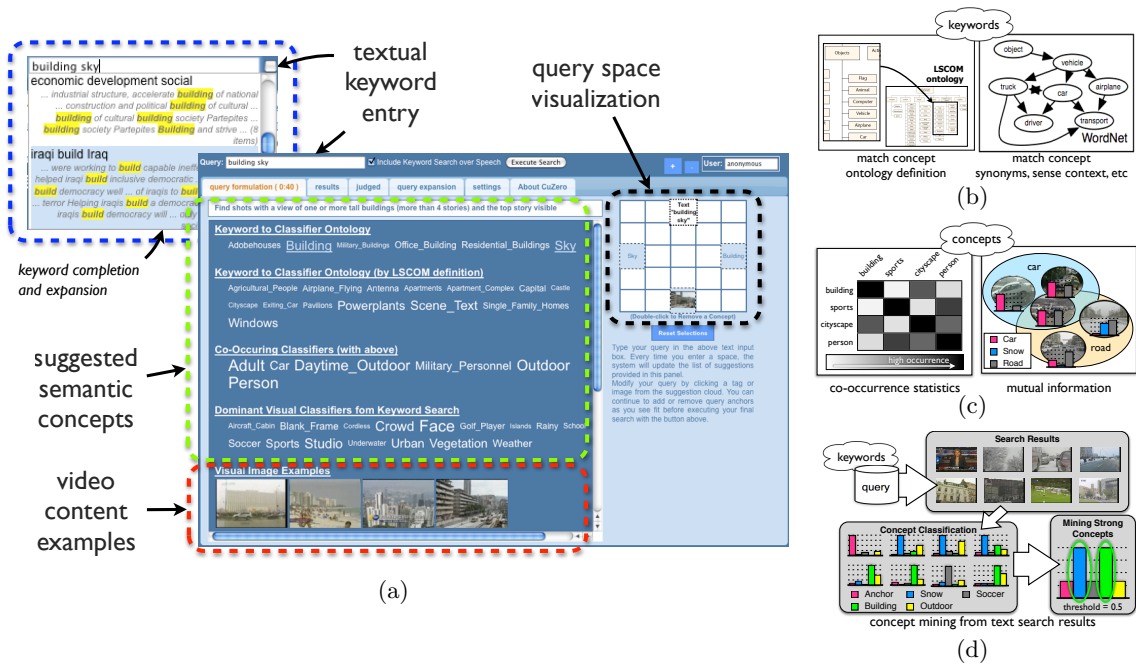 textual
keyword
entry
query space
visualization
building sky
economic development social
... industrial structure, accelerate building of national
... construction and political building of cultural ...
building of cultural building society Partepites ...
building society Partepites Building and strive ... (8
items)
iraqi build Iraq
... were working to build capable ineff
helped iraqi build inclusive democratic
build democracy well ... of iraqis to buil
... terror Helping iraqis build a democra
iraqis build democracy will ...
keyword completion
and expansion
suggested
semantic
concepts
video
content
examples
Query: building sky Include Keyword Search over Speech Execute Search + - User: anonymous
query formulation ( 0:40 ) results judged query expansion settings About CuZero
Find shots with a view of one or more tall buildings (more than 4 stories) and the top story visible
Keyword to Classifier Ontology
Adobehouses Building Military_Buildings Office_Building Residential_Buildings Sky
Keyword to Classifier Ontology (by LSCOM definition)
Agricultural_People Airplane_Flying Antenna Apartments Apartment_Complex Capital Castle
Cityscape Exiting_Car Pavilions Powerplants Scene_Text Single_Family_Homes
Windows
Co-Occuring Classifiers (with above)
Adult Car Daytime_Outdoor Military_Personnel Outdoor
Person
Dominant Visual Classifiers fom Keyword Search
Aircraft_Cabin Blank_Frame Cordless Crowd Face Golf_Player Islands Rainy School
Soccer Sports Studio Underwater Urban Vegetation Weather
Visual Image Examples
Text
"building
sky"
Sky
Building
(Double-click to Remove a Concept)
Reset Selections
Type your query in the above text input
box. Every time you enter a space, the
system will update the list of suggestions
provided in this panel.
Modify your query by clicking a tag or
image from the suggestion cloud. You can
continue to add or remove query anchors
as you see fit before executing your final
search with the button above.
(a)
keywords
Objects
Flag
Animal
Computer
Vehicle
Airplane
Car
LSCOM
ontology
object
vehicle
truck
car
airplane
driver
transport
WordNet
match concept
ontology definition
match concept
synonyms, sense context, etc
(b)
concepts
building
sports
cityscape
person
building
sports
cityscape
person
high occurrence
car
road
Car
Snow
Road
co-occurrence statistics
mutual information
(c)
keywords
query
Search Results
Concept Classification
Anchor Snow Soccer
Building Outdoor
Mining Strong
Concepts
threshold = 0.5
concept mining from text search results
(d)